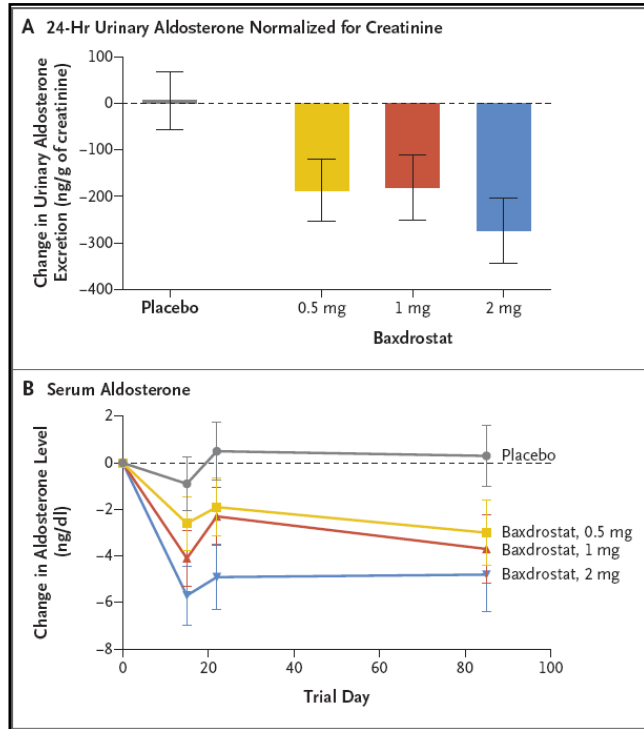 A 24-Hr Urinary Aldosterone Normalized for Creatinine
Change in Urinary Aldosterone
Excretion (ng/g of creatinine)
100
0
−100
−200
−300
−400
Placebo
0.5 mg
1 mg
2 mg
Baxdrostat
B Serum Aldosterone
Change in Aldosterone Level
(ng/dl)
2
0
−2
−4
−6
−8
Placebo
Baxdrostat, 0.5 mg
Baxdrostat, 1 mg
Baxdrostat, 2 mg
0
20
40
60
80
100
Trial Day